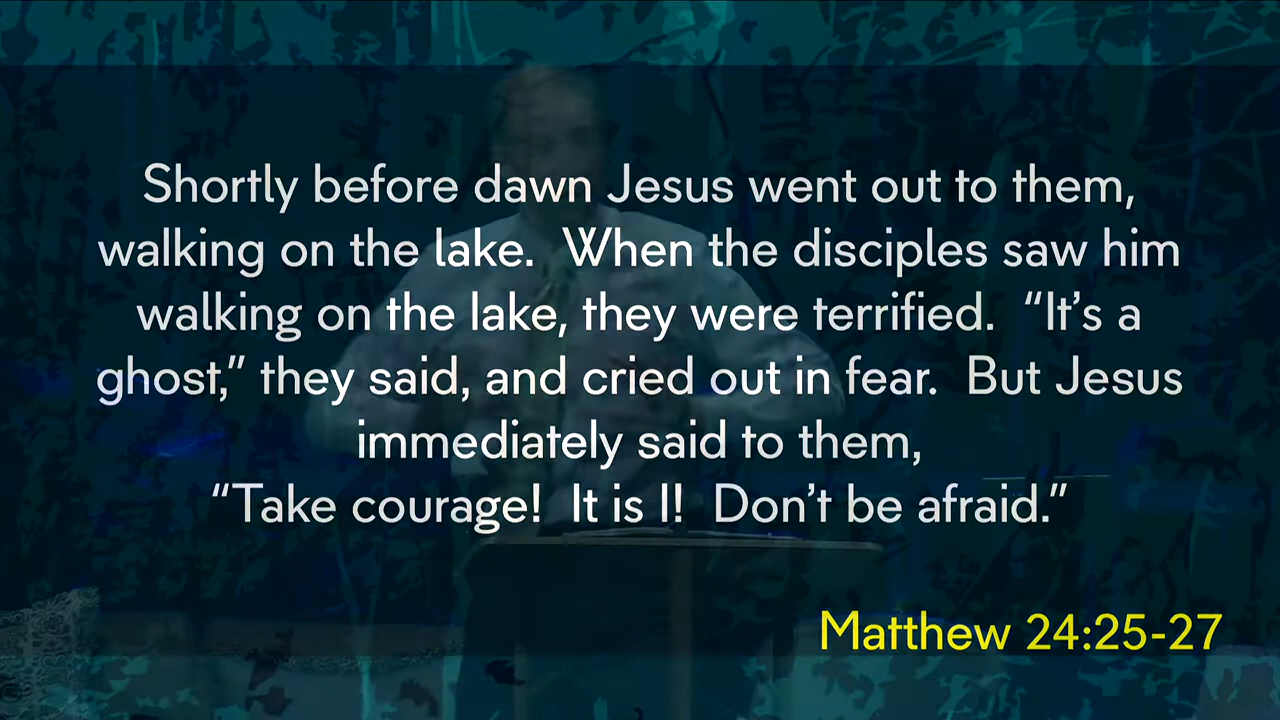 Shortly before dawn Jesus went out to them,
walking on the lake.  When the disciples saw him
walking on the lake, they were terrified.  “It’s a
ghost,” they said, and cried out in fear.  But Jesus
immediately said to them,
“Take courage!  It is I!  Don’t be afraid.”
Matthew 24:25-27